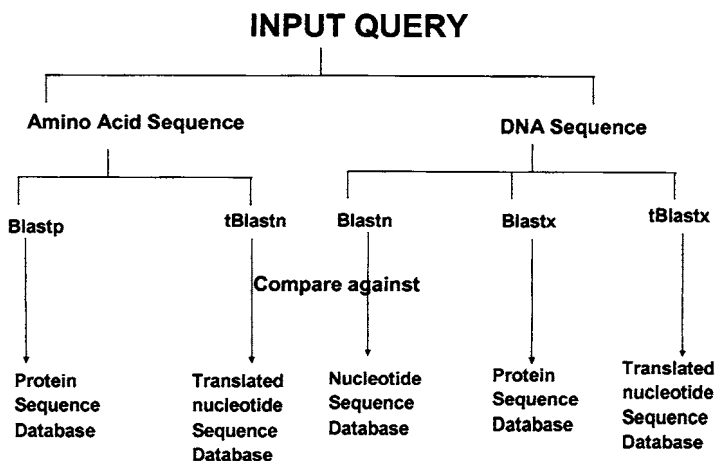 INPUT QUERY
Amino Acid Sequence
DNA Sequence
Blastp
tBlastn
Blastn
Blastx
tBlastx
Compare against
Protein
Sequence
Database
Translated
nucleotide
Sequence
Database
Nucleotide
Sequence
Database
Protein
Sequence
Database
Translated
nucleotide
Sequence
Database